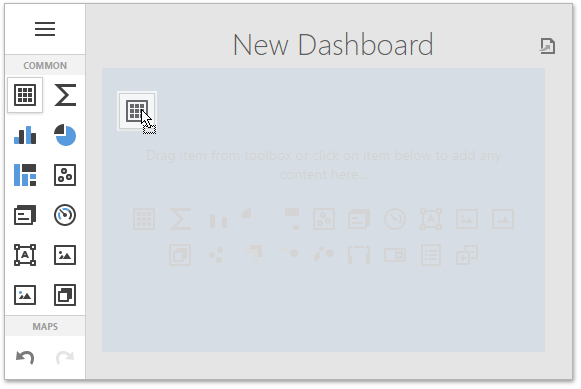 New Dashboard
COMMON
Drag item from toolbox or click on item below to add any
content here...
A
A
MAPS